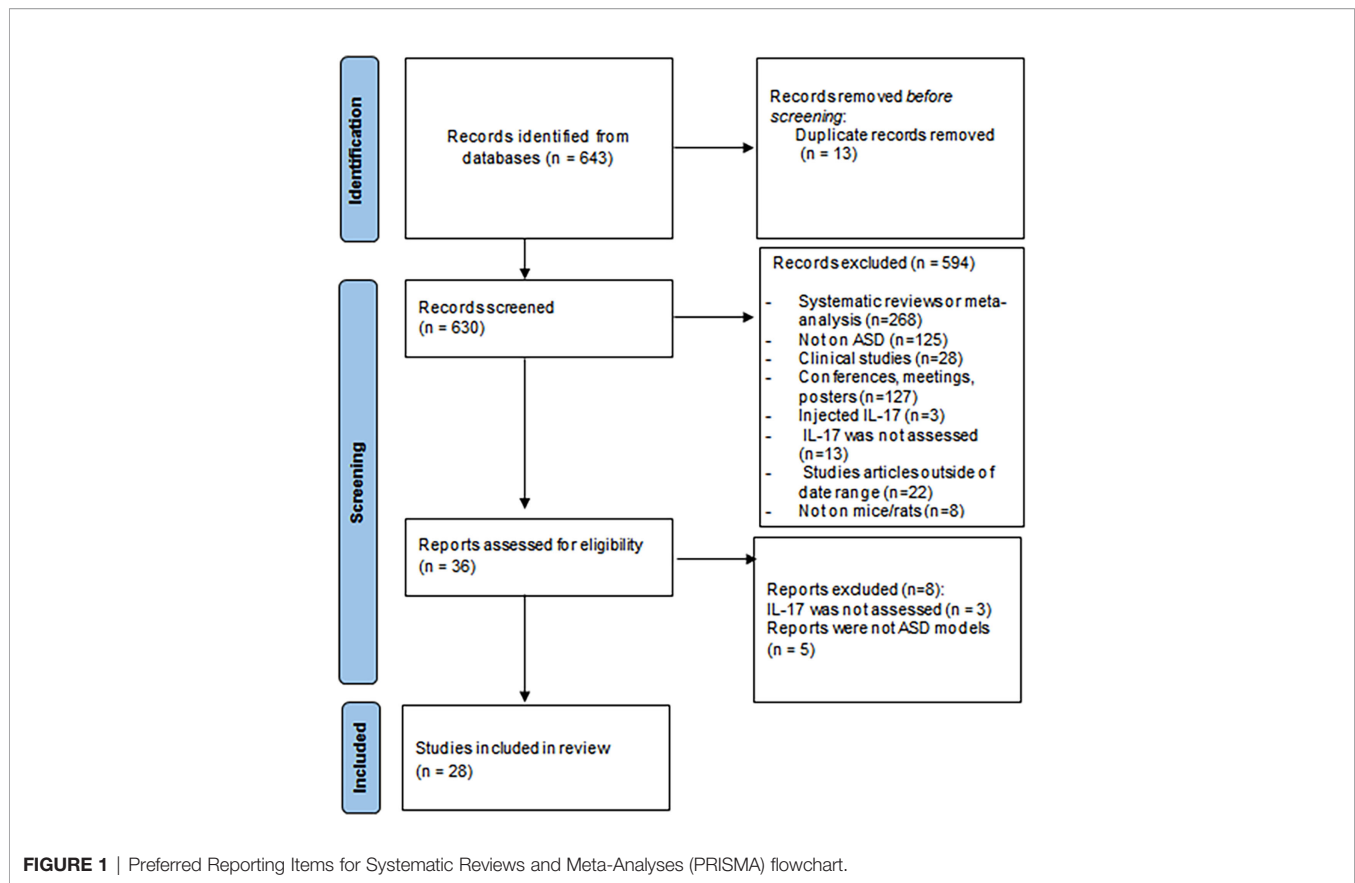 Identification
Records identified from
databases (n = 643)
Records removed before
screening:
Duplicate records removed
(n = 13)
Screening
Records screened
(n = 630)
Records excluded (n = 594)
- Systematic reviews or meta-
analysis (n=268)
- Not on ASD (n=125)
- Clinical studies (n=28)
- Conferences, meetings,
posters (n=127)
- Injected IL-17 (n=3)
- IL-17 was not assessed
(n=13)
- Studies articles outside of
date range (n=22)
- Not on mice/rats (n=8)
Reports assessed for eligibility
(n = 36)
Reports excluded (n=8):
IL-17 was not assessed (n = 3)
Reports were not ASD models
(n = 5)
Included
Studies included in review
(n = 28)
FIGURE 1 | Preferred Reporting Items for Systematic Reviews and Meta-Analyses (PRISMA) flowchart.